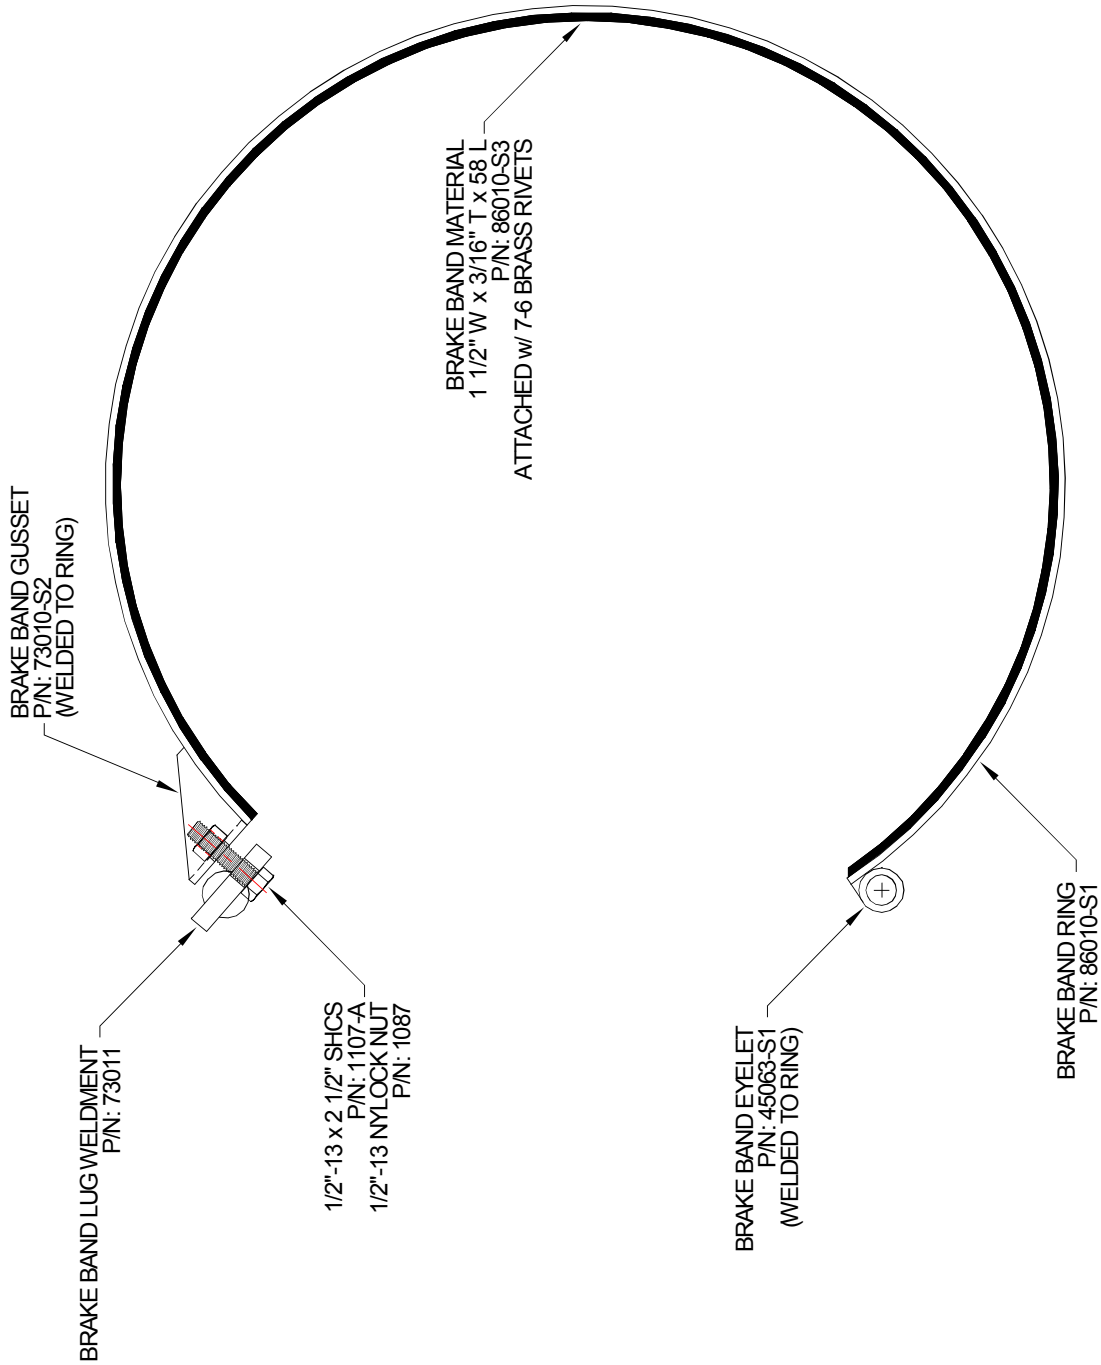 BRAKE BAND GUSSET
P/N: 73010-S2
(WELDED TO RING)
BRAKE BAND MATERIAL
1 1/2" W x 3/16" T x 58 L
P/N: 86010-S3
ATTACHED w/ 7-6 BRASS RIVETS
BRAKE BAND LUG WELDMENT
P/N: 73011
1/2"-13 x 2 1/2" SHCS
P/N: 1107-A
1/2"-13 NYLOCK NUT
P/N: 1087
BRAKE BAND EYELET
P/N: 45063-S1
(WELDED TO RING)
BRAKE BAND RING
P/N: 86010-S1